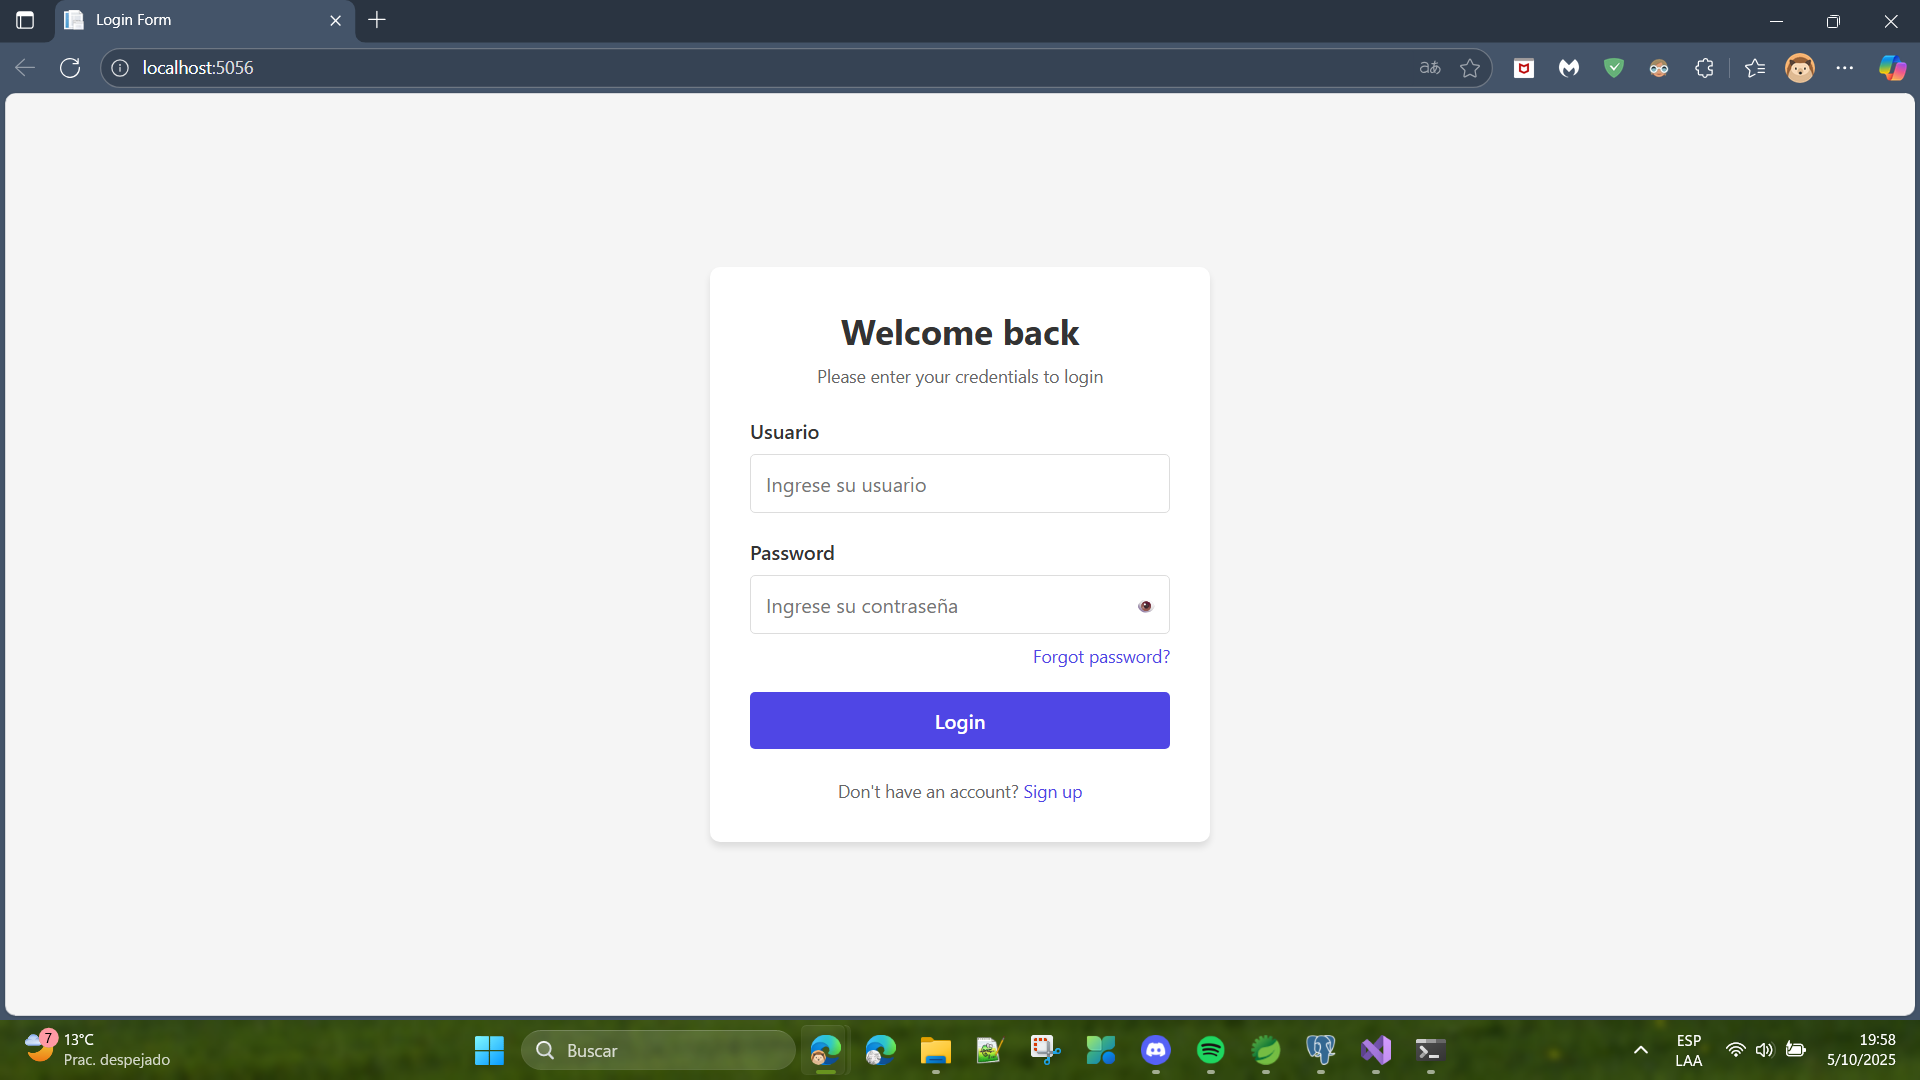 Login Form
localhost:5056
Welcome back
Please enter your credentials to login
Usuario
Ingrese su usuario
Password
Ingrese su contraseña
Forgot password?
Login
Don't have an account? Sign up
7
13°C
Prac. despejado
Buscar
ESP
LAA
19:58
5/10/2025